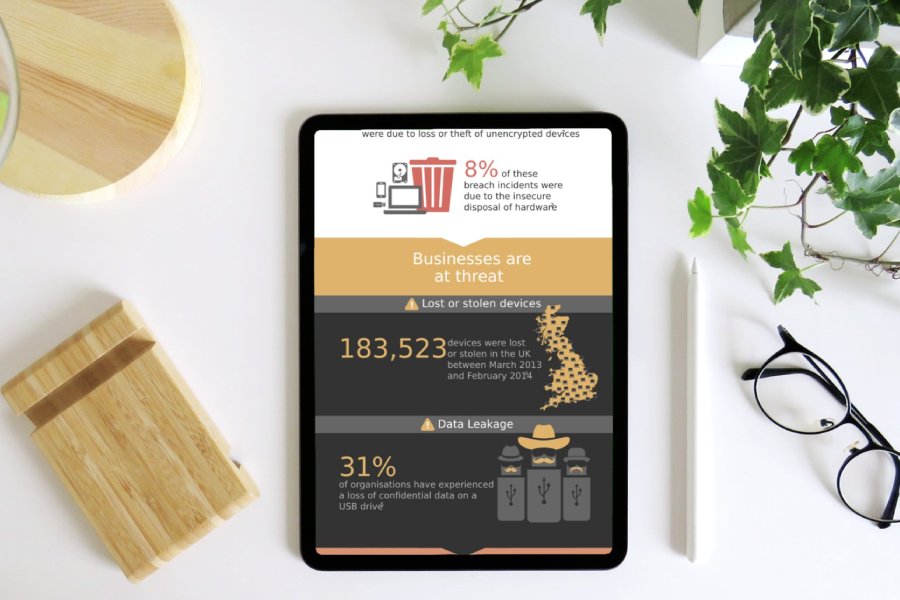 were due to loss or theft of unencrypted devices
8% of these
breach incidents were
due to the insecure
disposal of hardware
Businesses are
at threat
Lost or stolen devices
183,523 devices were lost
or stolen in the UK
between March 2013
and February 2014
Data Leakage
31%
of organisations have experienced
a loss of confidential data on a
USB drive